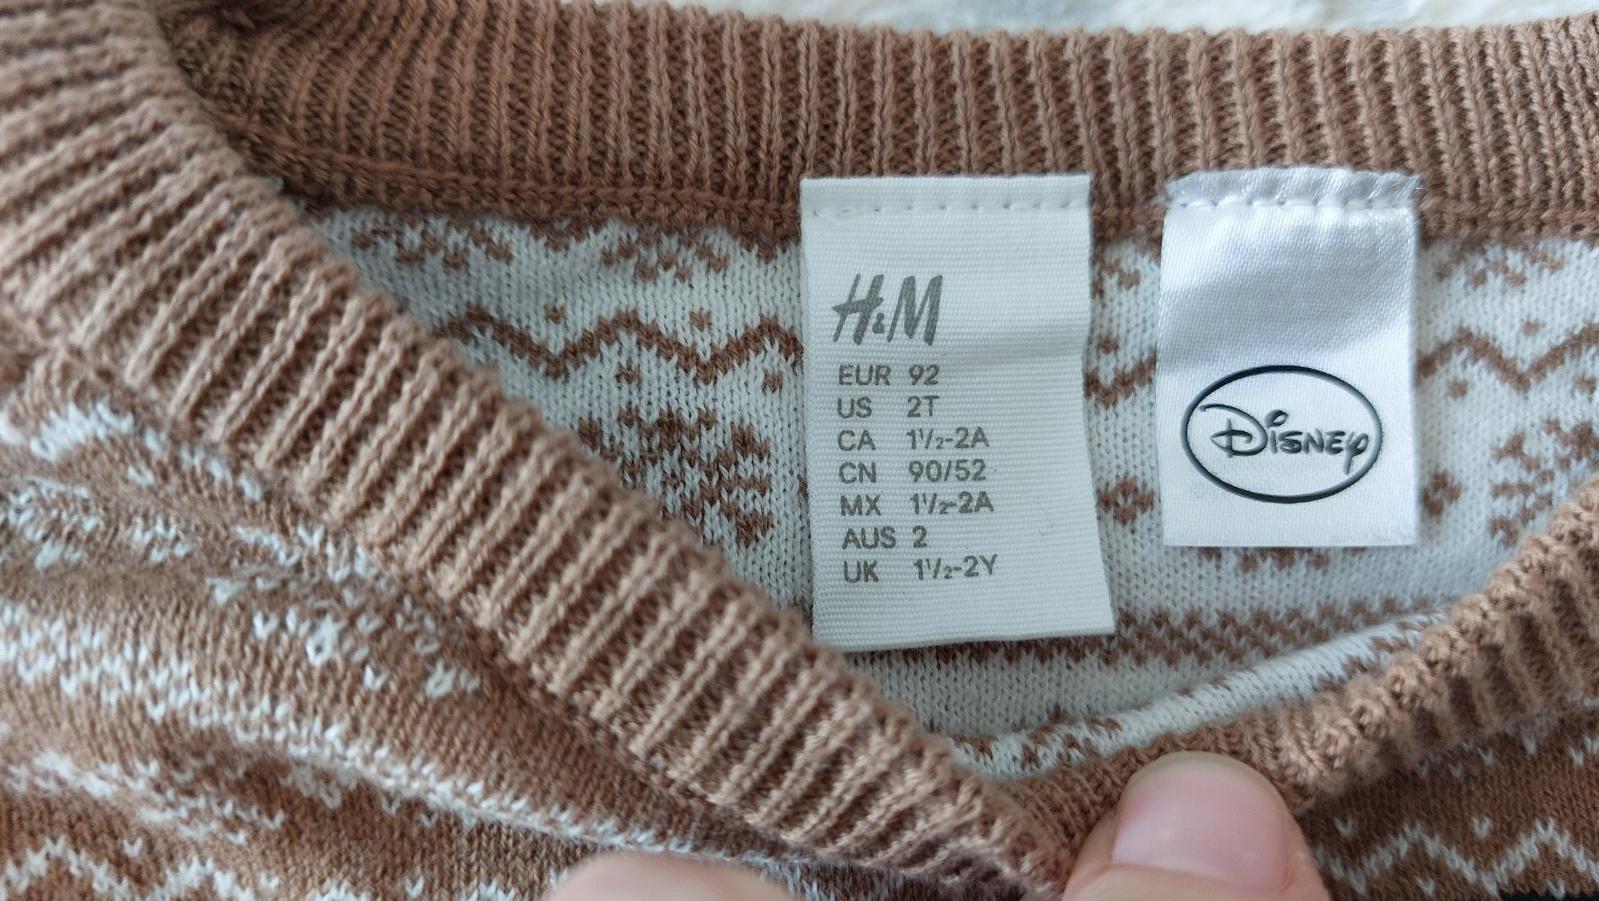 H&M
EUR 92
US 2T
CA 1½-2A
CN 90/52
MX 1½-2A
AUS 2
UK 1½-2Y
Disney